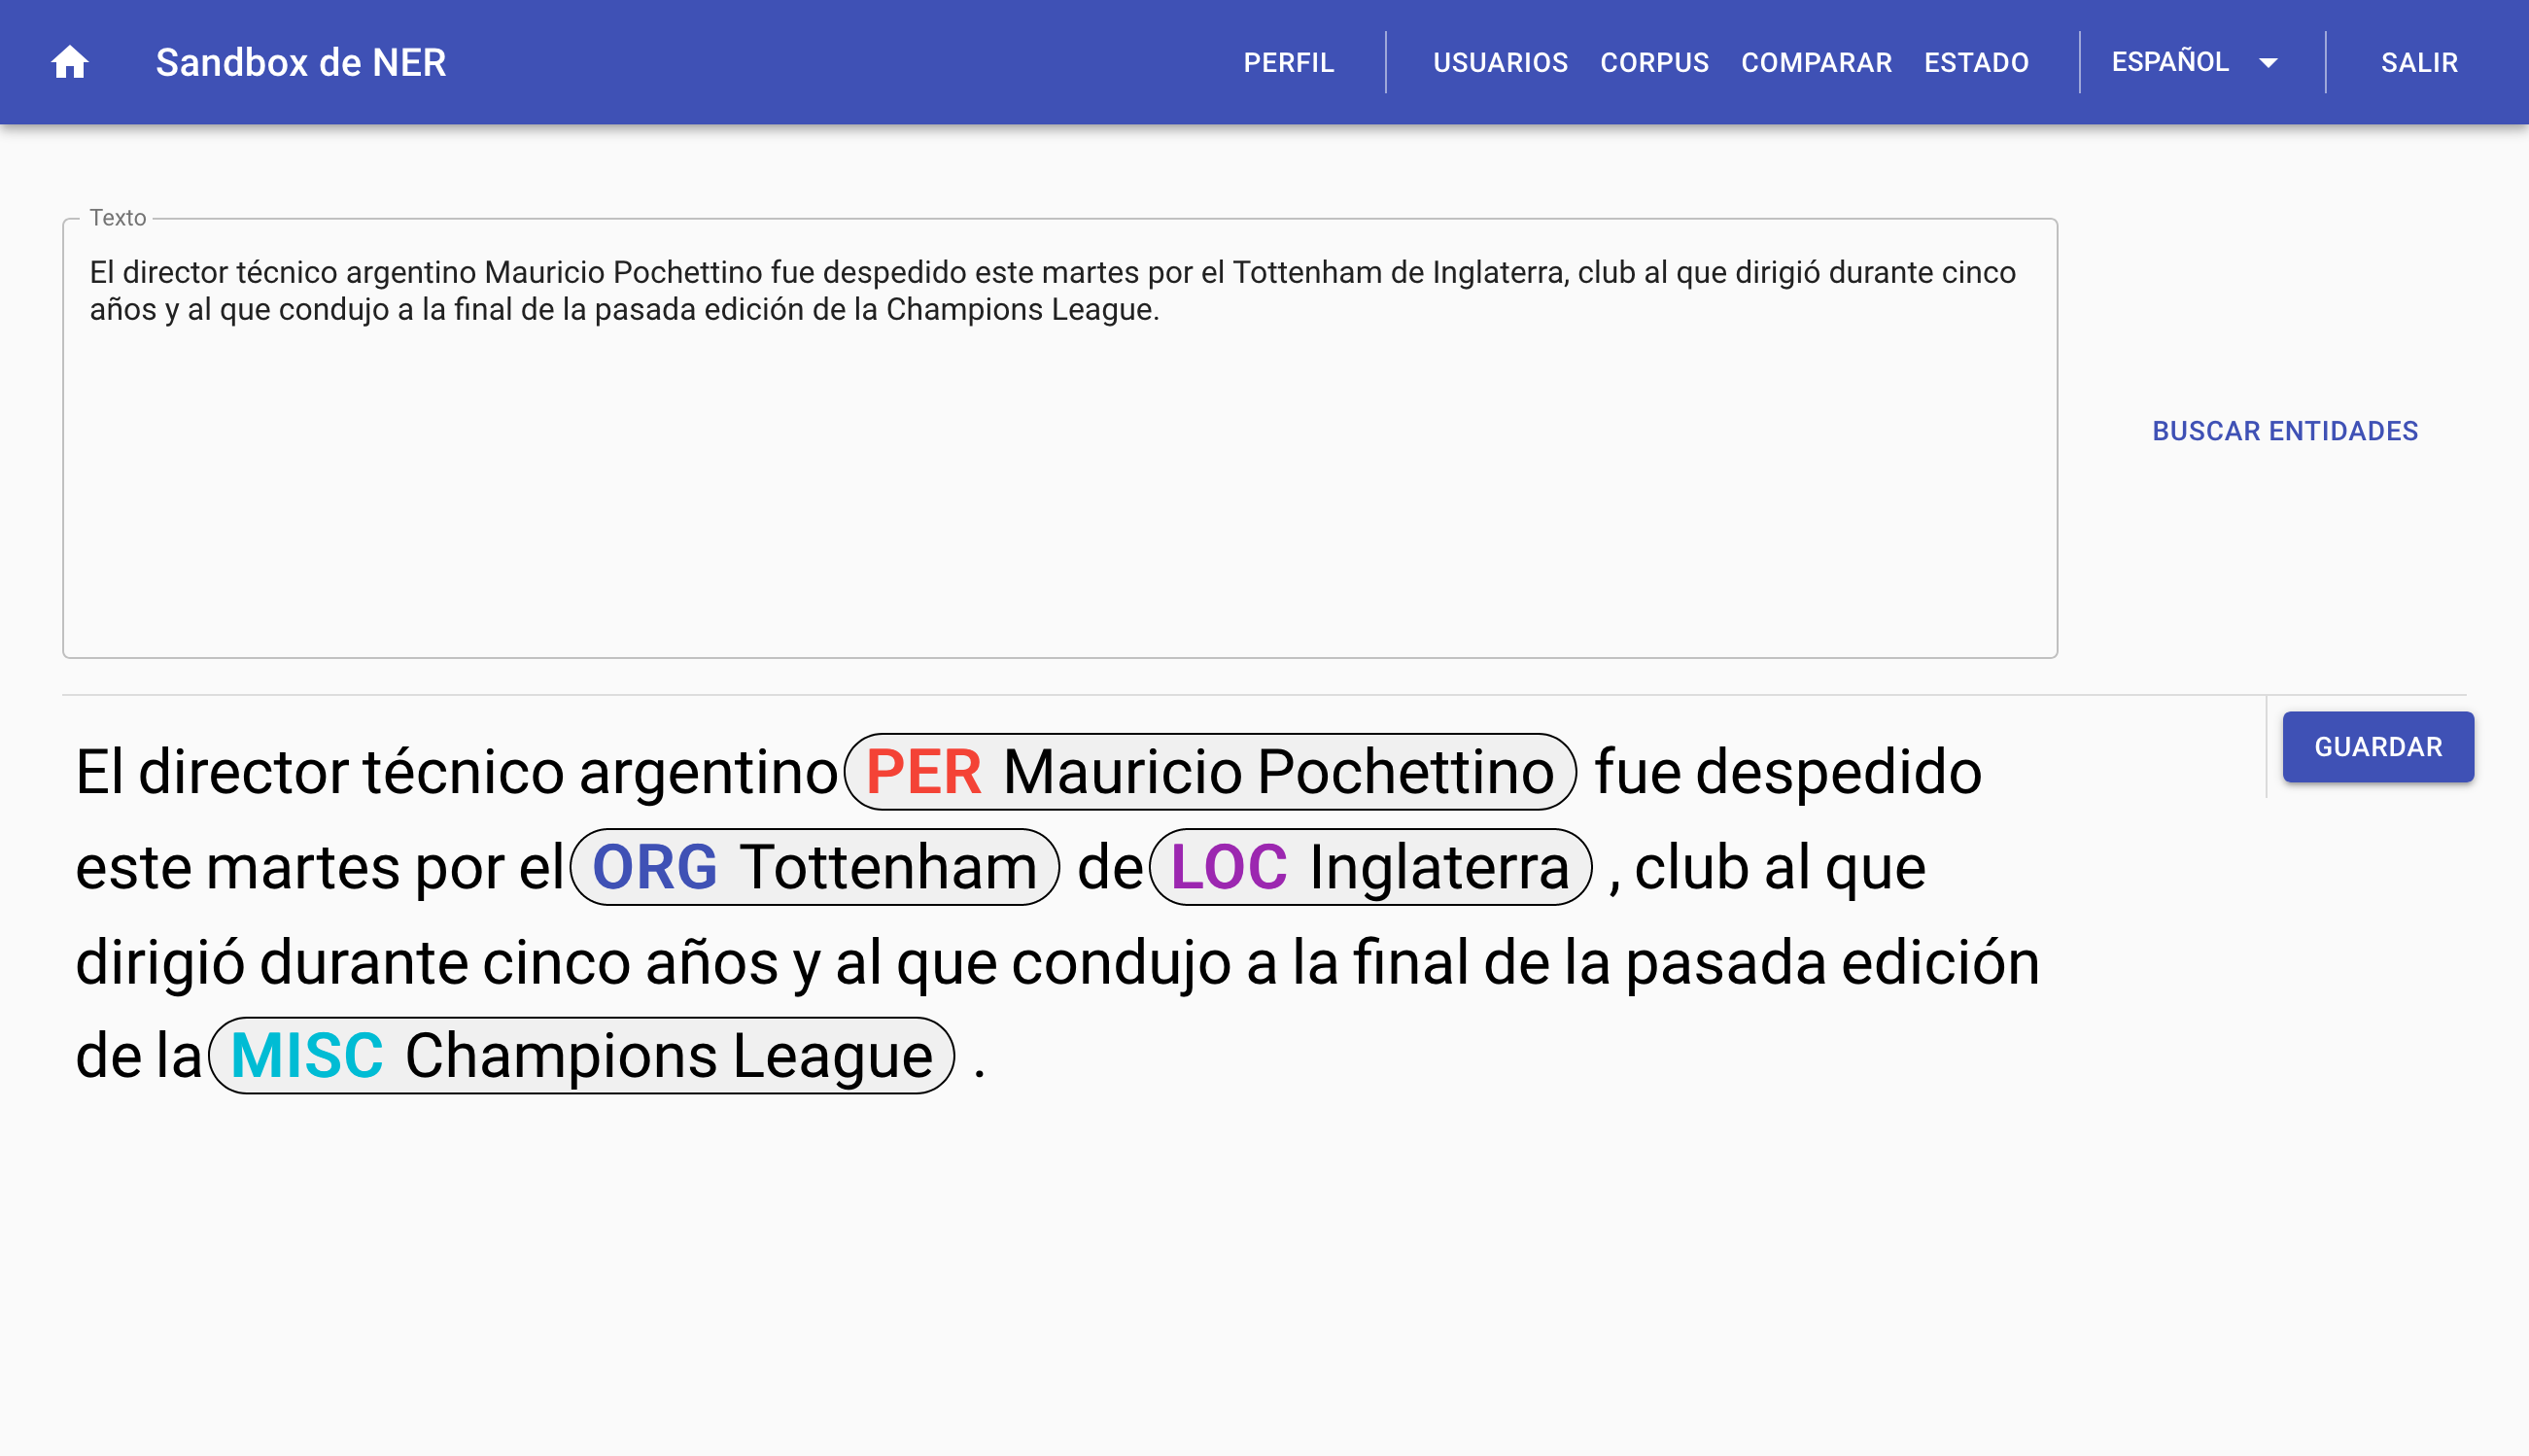 Sandbox de NER PERFIL USUARIOS CORPUS COMPARAR ESTADO ESPAÑOL SALIR
Texto
El director técnico argentino Mauricio Pochettino fue despedido este martes por el Tottenham de Inglaterra, club al que dirigió durante cinco
años y al que condujo a la final de la pasada edición de la Champions League.
BUSCAR ENTIDADES
GUARDAR
El director técnico argentino PER Mauricio Pochettino fue despedido
este martes por el ORG Tottenham de LOC Inglaterra , club al que
dirigió durante cinco años y al que condujo a la final de la pasada edición
de la MISC Champions League .